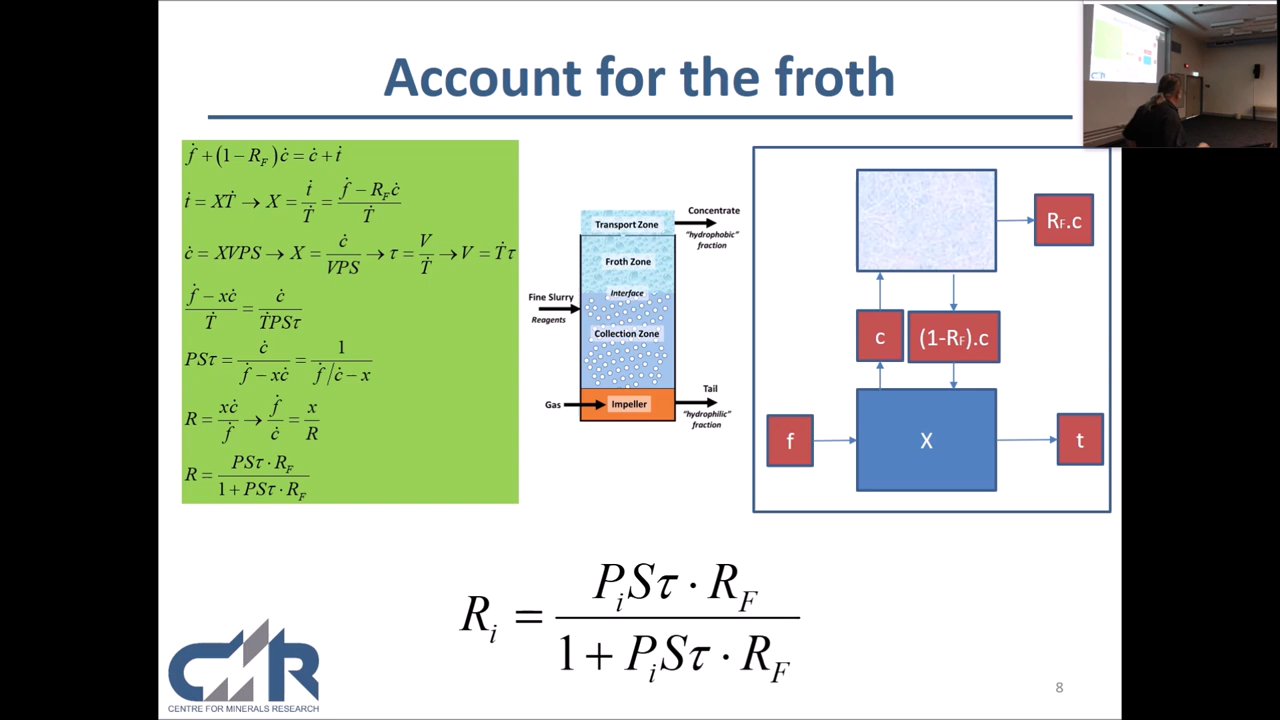 Account for the froth
ḟ + (1 − R_F)ċ = ċ + ṫ
ṫ = XṪ → X = ṫ/Ṫ = (ḟ − R_Fċ)/Ṫ
ċ = XVPS → X = ċ/VPS → τ = V/Ṫ → V = Ṫτ
(ḟ − xċ)/Ṫ = ċ/ṪPSτ
PSτ = ċ/(ḟ − xċ) = 1/(ḟ/ċ − x)
R = xċ/ḟ → ḟ/ċ = x/R
R = (PSτ · R_F)/(1 + PSτ · R_F)
Concentrate
"hydrophobic"
fraction
Transport Zone
Froth Zone
Interface
Fine Slurry
Reagents
Collection Zone
Tail
"hydrophilic"
fraction
Gas
Impeller
R_F.c
c
(1-R_F).c
f
X
t
R_i = (P_iSτ · R_F)/(1 + P_iSτ · R_F)
CMR
CENTRE FOR MINERALS RESEARCH
8